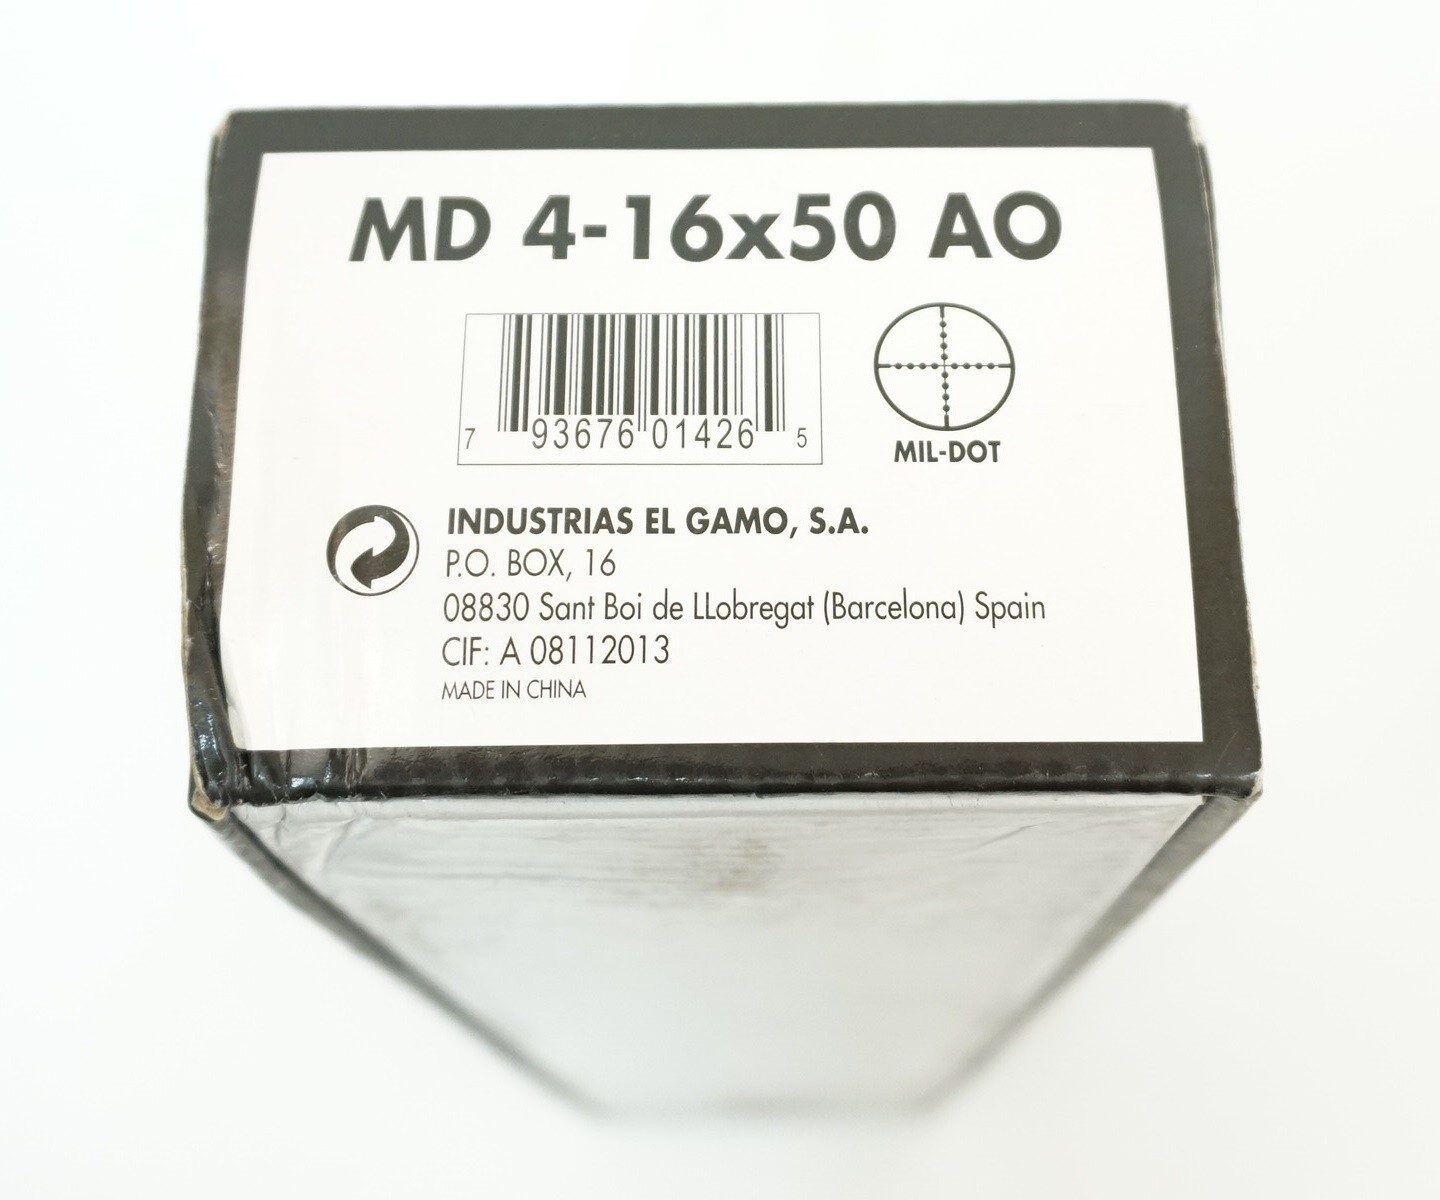 MD 4-16x50 AO
7 93676 01426 5
MIL-DOT
INDUSTRIAS EL GAMO, S.A.
P.O. BOX, 16
08830 Sant Boi de LLobregat (Barcelona) Spain
CIF: A 08112013
MADE IN CHINA